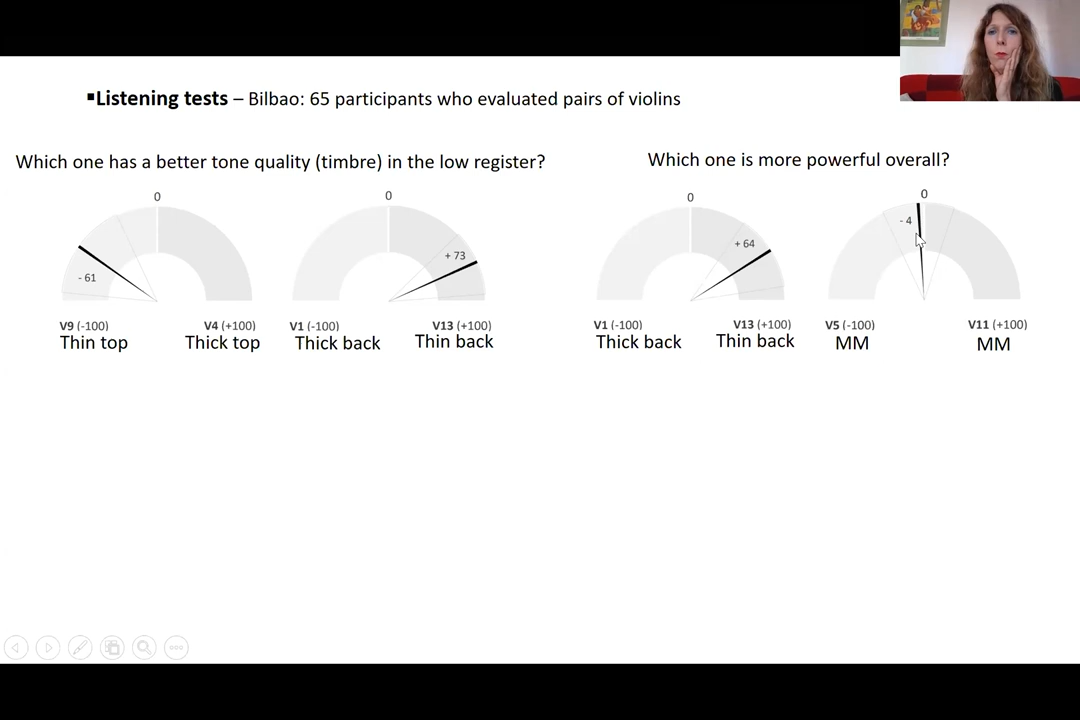 ▪Listening tests – Bilbao: 65 participants who evaluated pairs of violins
Which one has a better tone quality (timbre) in the low register?
0
- 61
V9 (-100)
V4 (+100)
Thin top
Thick top
0
+ 73
V1 (-100)
V13 (+100)
Thick back
Thin back
Which one is more powerful overall?
0
+ 64
V1 (-100)
V13 (+100)
Thick back
Thin back
0
- 4
V5 (-100)
V11 (+100)
MM
MM